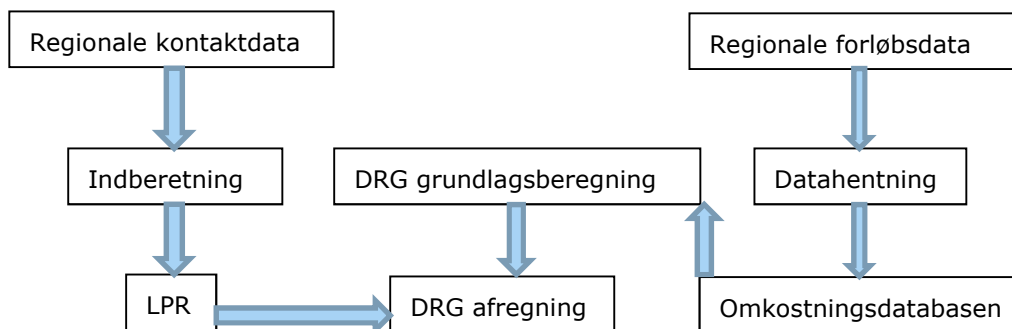 Regionale kontaktdata
Regionale forløbsdata
Indberetning
DRG grundlagsberegning
Datahentning
LPR
DRG afregning
Omkostningsdatabasen